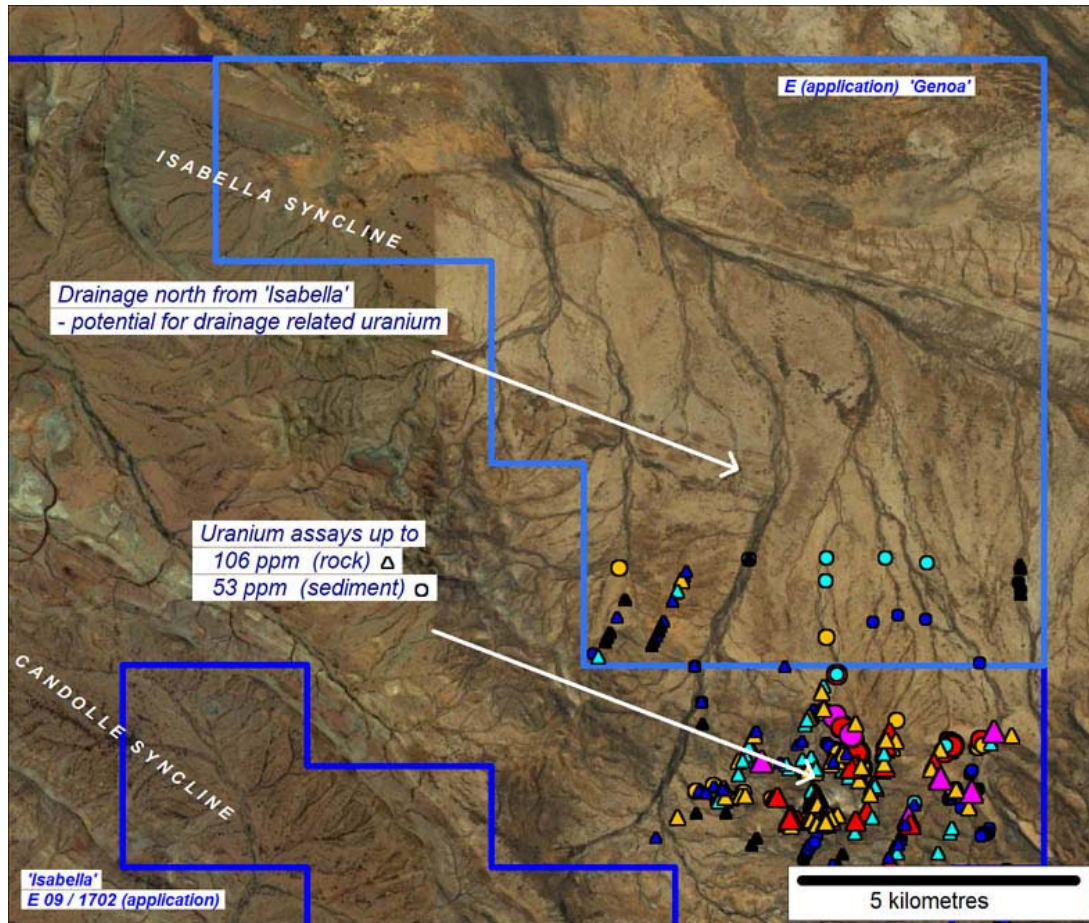 E (application) 'Genoa'
ISABELLA SYNCLINE
Drainage north from 'Isabella'
- potential for drainage related uranium
Uranium assays up to
106 ppm (rock)
53 ppm (sediment)
CANDOLLE SYNCLINE
'Isabella'
E 09 / 1702 (application)
5 kilometres